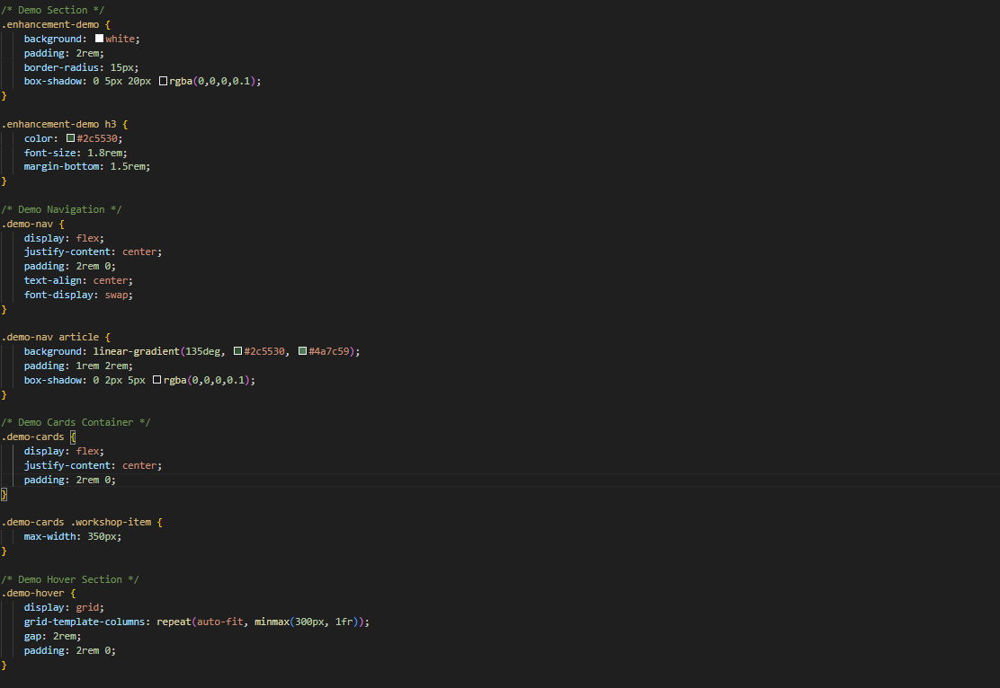 /* Demo Section */
.enhancement-demo {
    background: white;
    padding: 2rem;
    border-radius: 15px;
    box-shadow: 0 5px 20px rgba(0,0,0,0.1);
}

.enhancement-demo h3 {
    color: #2c5530;
    font-size: 1.8rem;
    margin-bottom: 1.5rem;
}

/* Demo Navigation */
.demo-nav {
    display: flex;
    justify-content: center;
    padding: 2rem 0;
    text-align: center;
    font-display: swap;
}

.demo-nav article {
    background: linear-gradient(135deg, #2c5530, #4a7c59);
    padding: 1rem 2rem;
    box-shadow: 0 2px 5px rgba(0,0,0,0.1);
}

/* Demo Cards Container */
.demo-cards {
    display: flex;
    justify-content: center;
    padding: 2rem 0;
}

.demo-cards .workshop-item {
    max-width: 350px;
}

/* Demo Hover Section */
.demo-hover {
    display: grid;
    grid-template-columns: repeat(auto-fit, minmax(300px, 1fr));
    gap: 2rem;
    padding: 2rem 0;
}